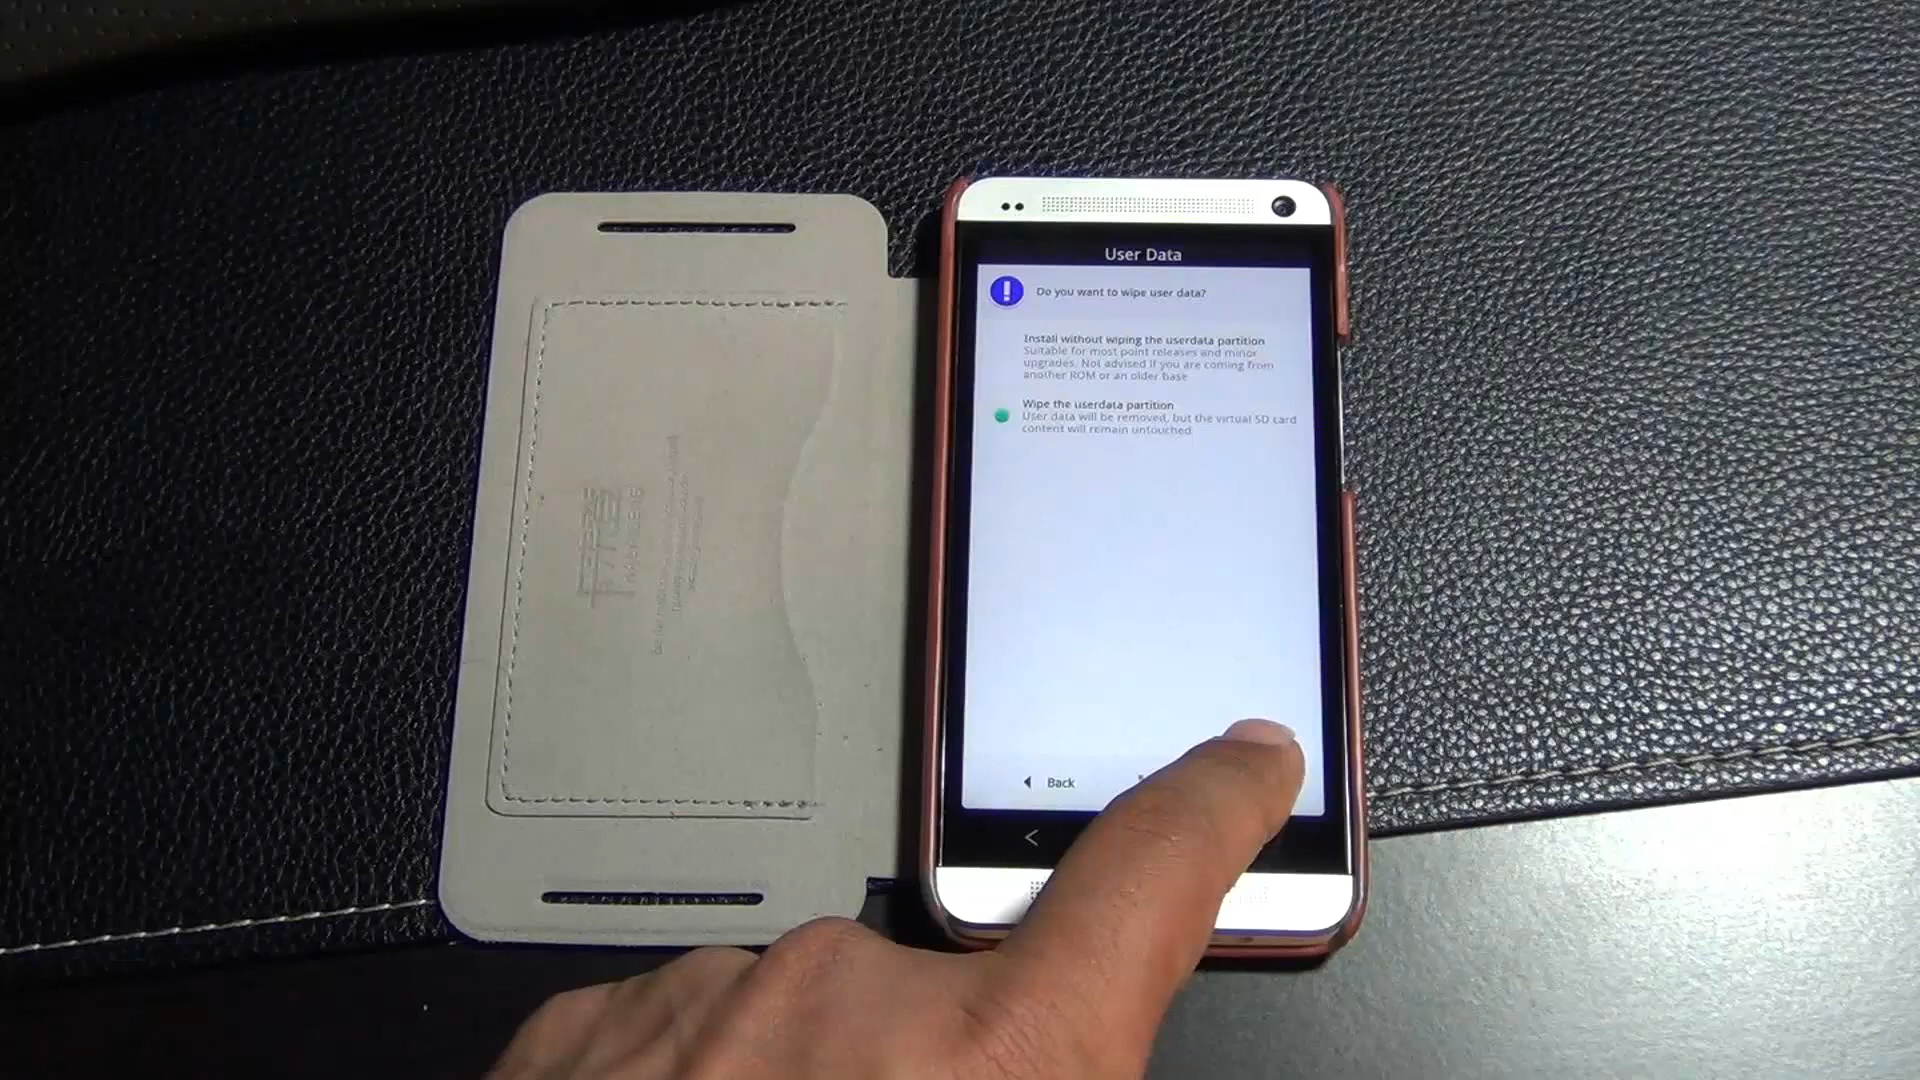 User Data
Do you want to wipe user data?
Install without wiping the userdata partition
Suitable for most point releases and minor
upgrades. Not advised if you are coming from
another ROM or an older base
Wipe the userdata partition
User data will be removed, but the virtual SD card
content will remain untouched
Back